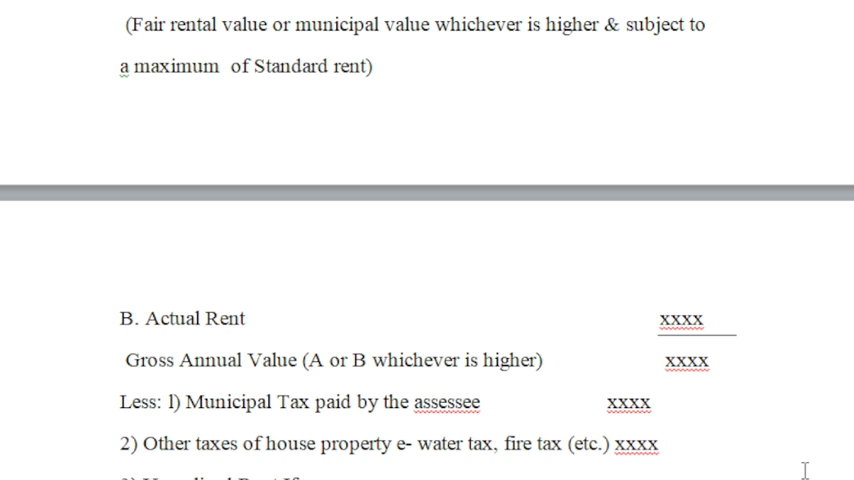 (Fair rental value or municipal value whichever is higher & subject to
a maximum of Standard rent)
B. Actual Rent xxxx
Gross Annual Value (A or B whichever is higher) xxxx
Less: 1) Municipal Tax paid by the assessee xxxx
2) Other taxes of house property e- water tax, fire tax (etc.) xxxx